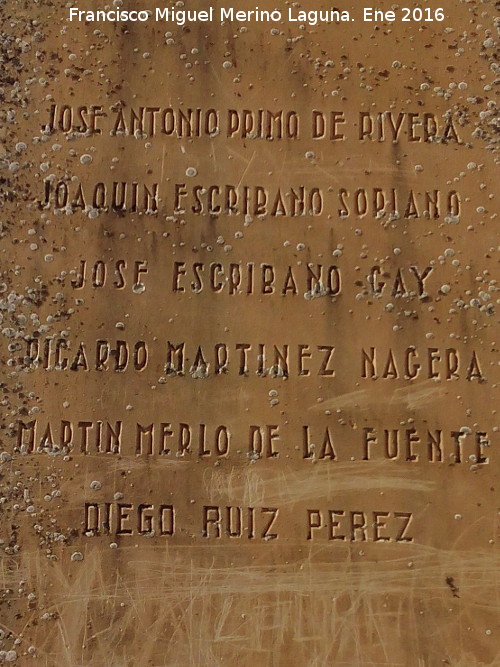 Francisco Miguel Merino Laguna. Ene 2016
JOSE ANTONIO PRIMO DE RIVERA
JOAQUIN ESCRIBANO SORIANO
JOSE ESCRIBANO GAY
RICARDO MARTINEZ NAGERA
MARTIN MERLO DE LA FUENTE
DIEGO RUIZ PEREZ